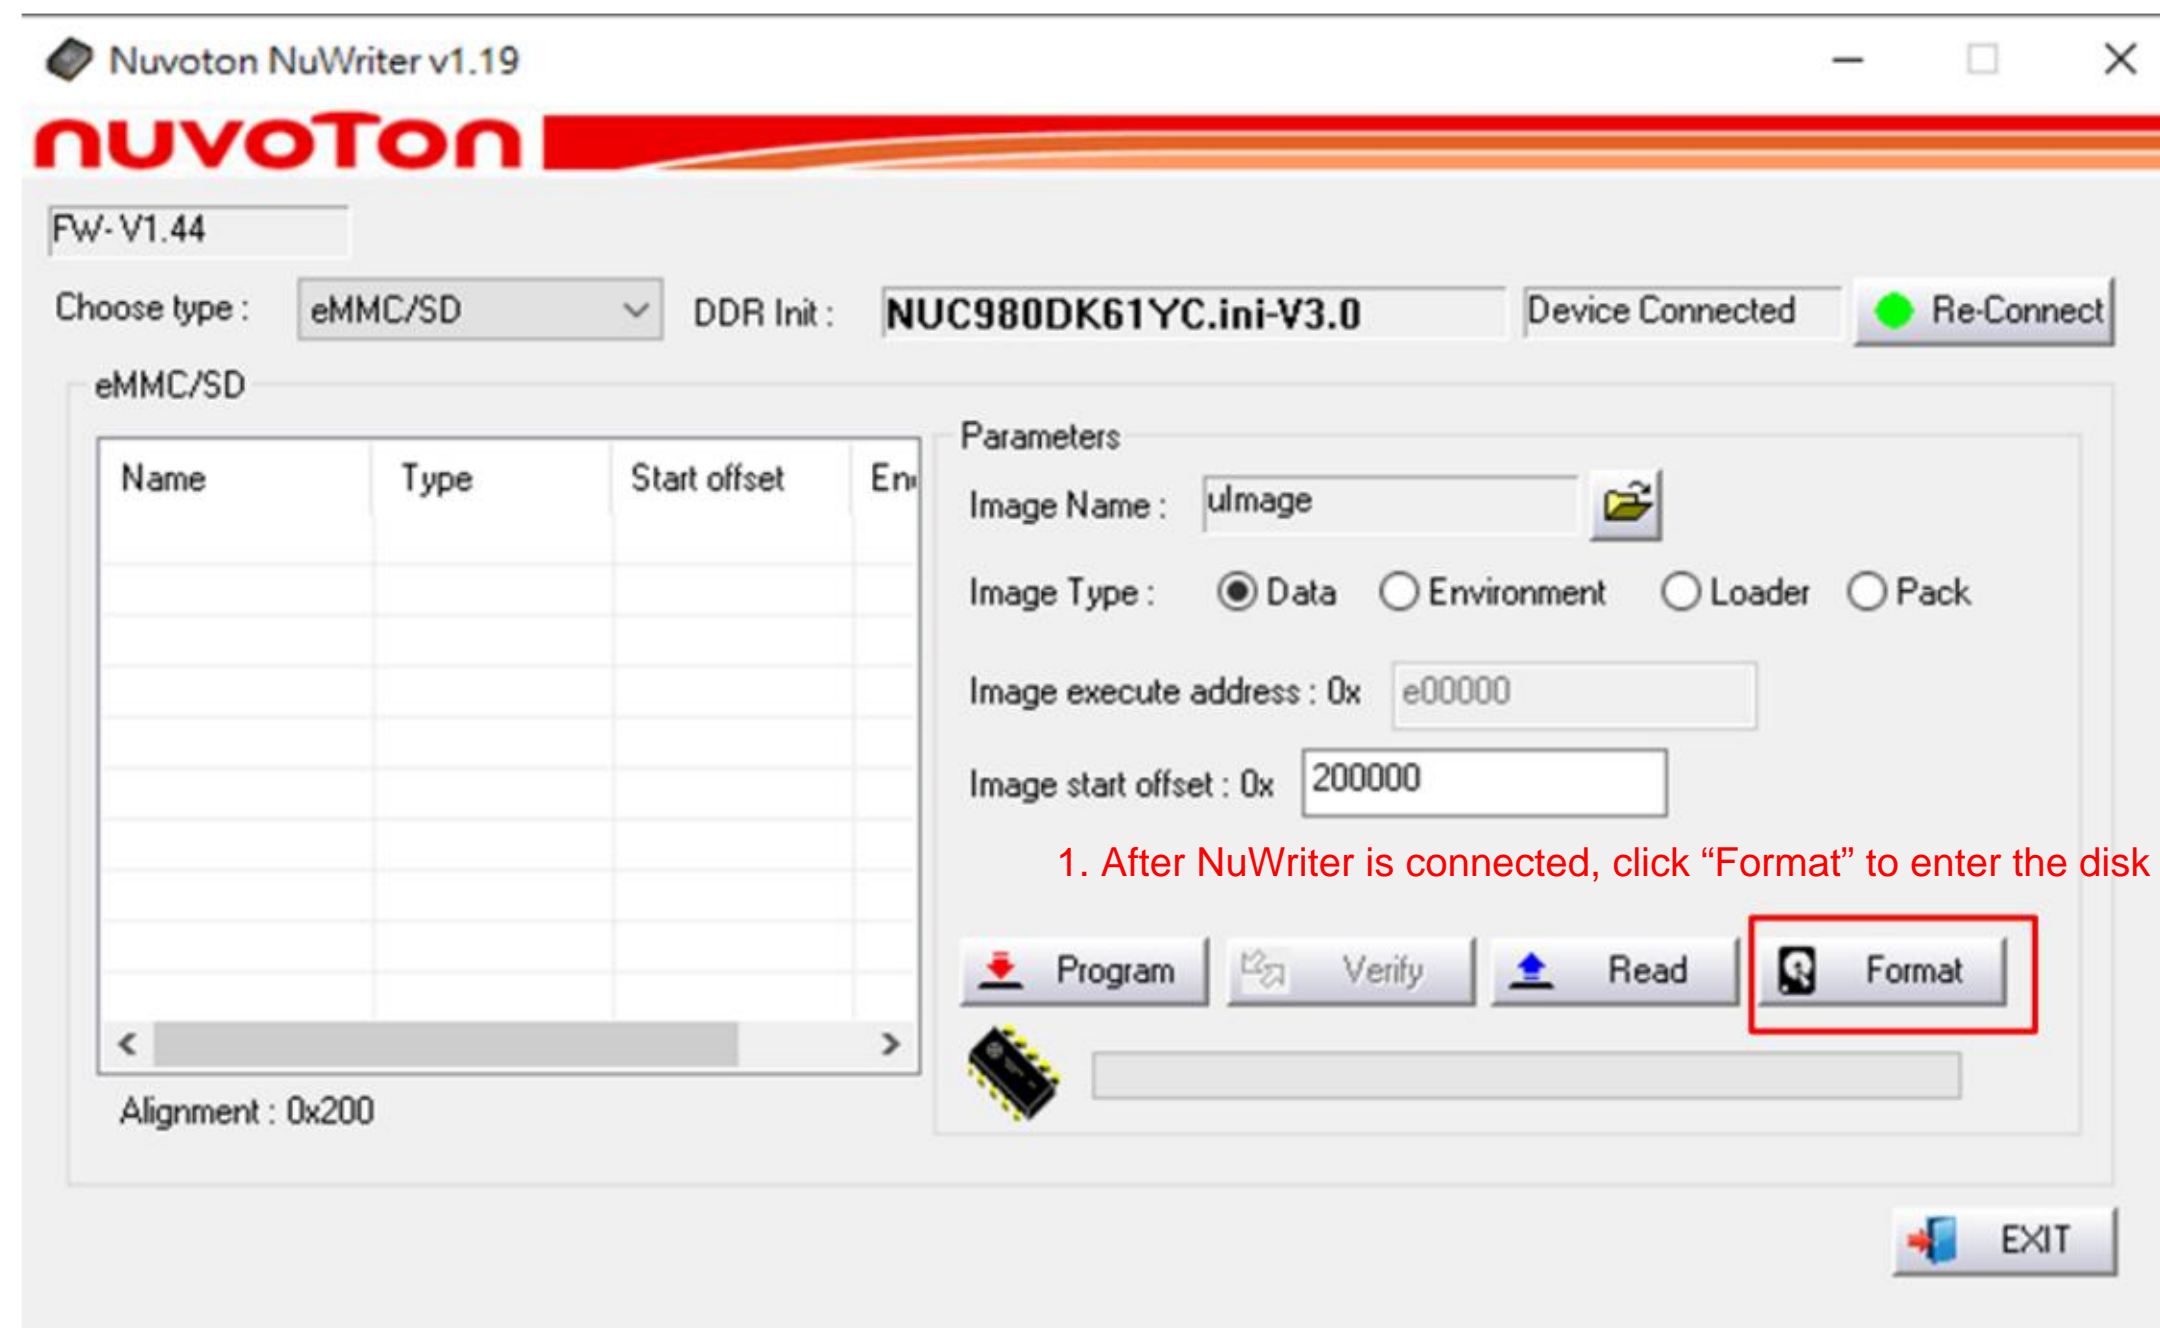 Nuvoton NuWriter v1.19
nuvoTon
FW- V1.44
Choose type : eMMC/SD DDR Init : NUC980DK61YC.ini-V3.0 Device Connected Re-Connect
eMMC/SD
Name Type Start offset
Parameters
Image Name : uImage
Image Type : Data Environment Loader Pack
Image execute address : 0x e00000
Image start offset : 0x 200000
1. After NuWriter is connected, click “Format” to enter the disk
Program Verify Read Format
Alignment : 0x200
EXIT